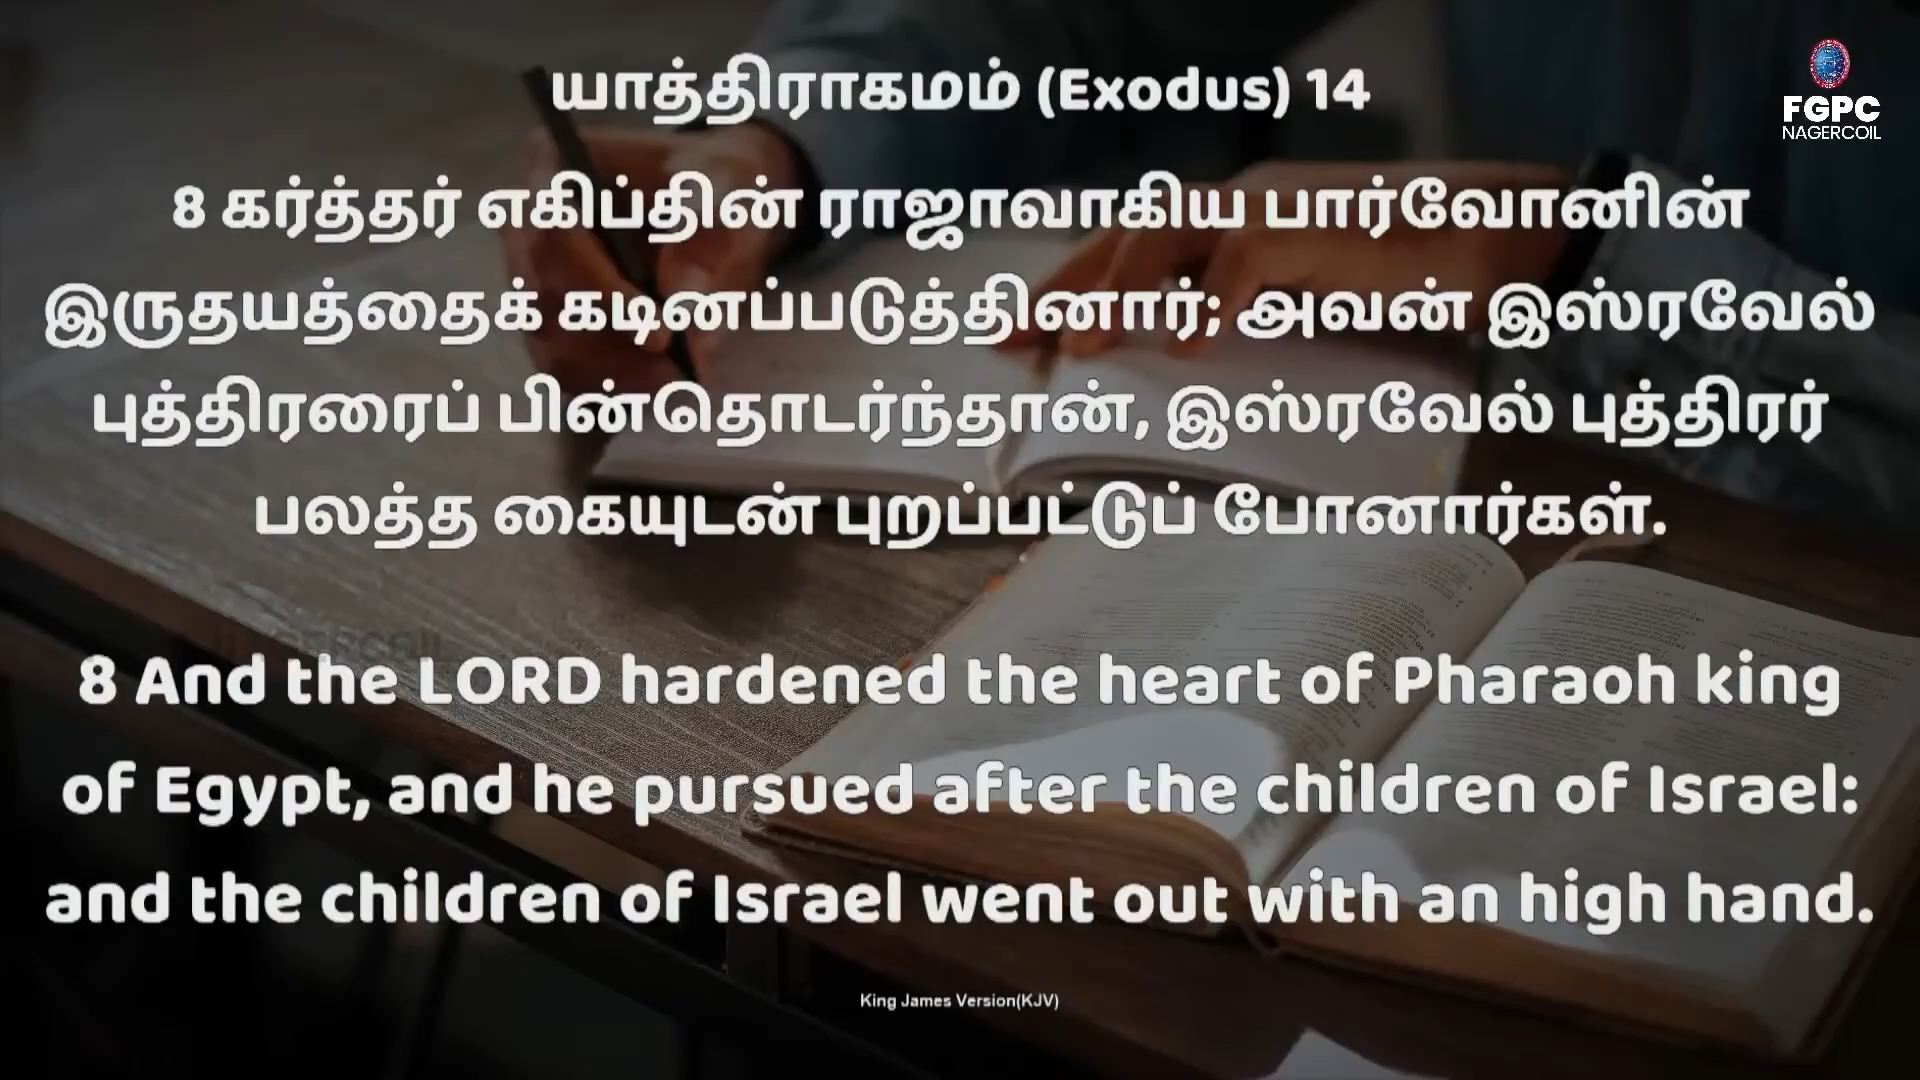 யாத்திராகமம் (Exodus) 14
FGPC
NAGERCOIL
8 கர்த்தர் எகிப்தின் ராஜாவாகிய பார்வோனின்
இருதயத்தைக் கடினப்படுத்தினார்; அவன் இஸ்ரவேல்
புத்திரரைப் பின்தொடர்ந்தான், இஸ்ரவேல் புத்திரர்
பலத்த கையுடன் புறப்பட்டுப் போனார்கள்.
8 And the LORD hardened the heart of Pharaoh king
of Egypt, and he pursued after the children of Israel:
and the children of Israel went out with an high hand.
King James Version(KJV)